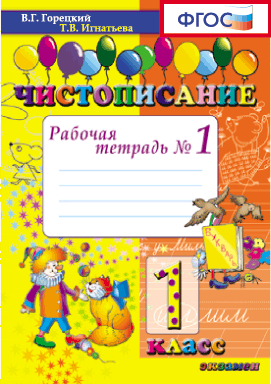 В.Г. Горецкий
Т.В. Игнатьева
ФГОС
ЧИСТОПИСАНИЕ
Рабочая
тетрадь № 1
1
класс
экзамен